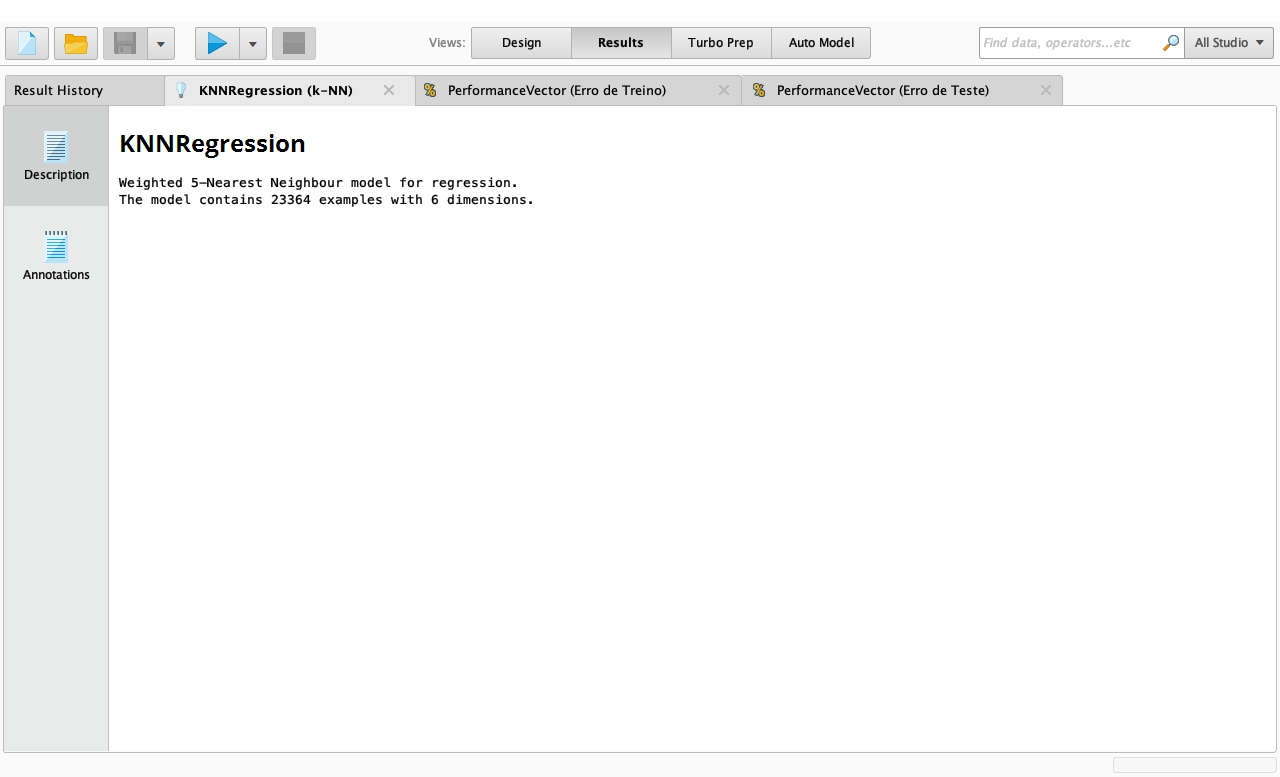 Views: Design Results Turbo Prep Auto Model Find data, operators...etc All Studio
Result History KNNRegression (k-NN) PerformanceVector (Erro de Treino) PerformanceVector (Erro de Teste)
Description
Annotations
KNNRegression
Weighted 5-Nearest Neighbour model for regression.
The model contains 23364 examples with 6 dimensions.